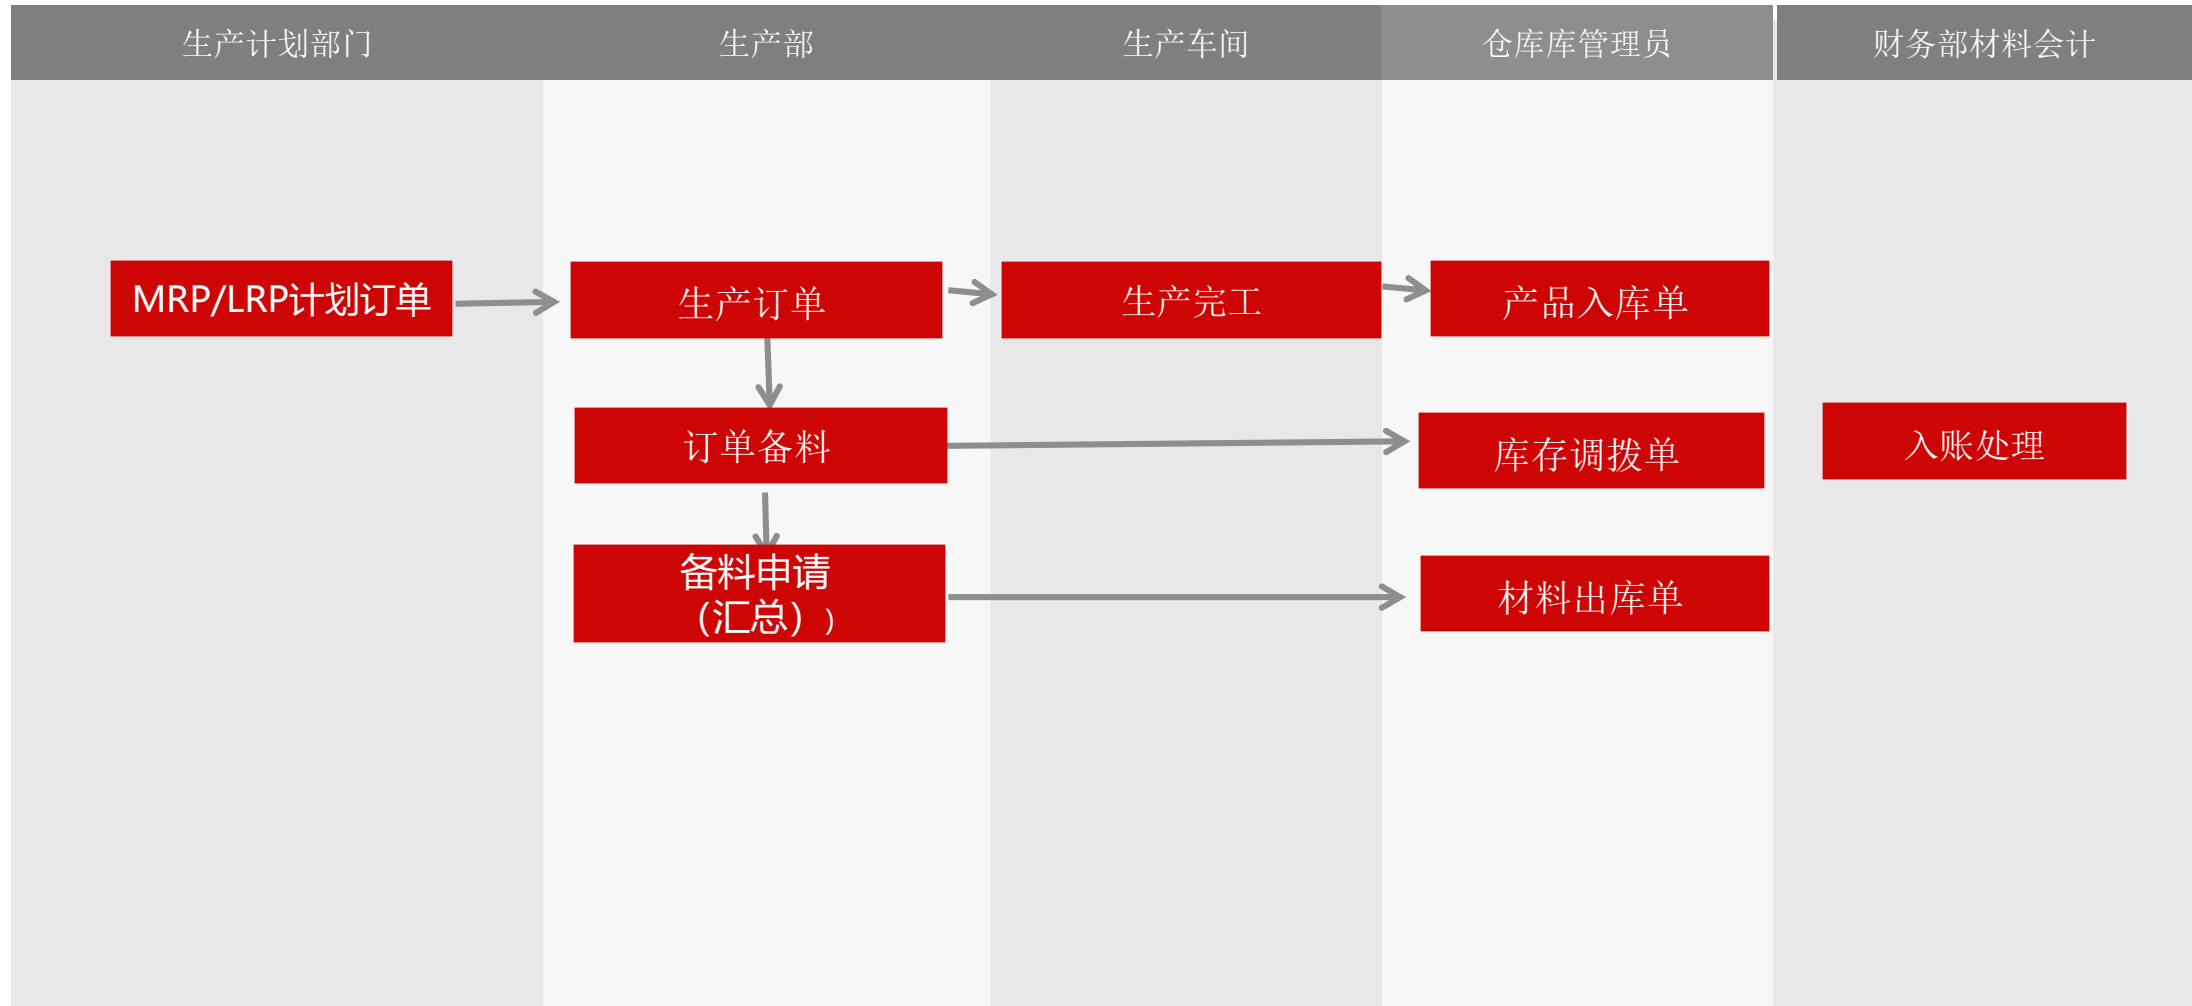 生产计划部门
生产部
生产车间
仓库库管理员
财务部材料会计
MRP/LRP计划订单
生产订单
生产完工
产品入库单
订单备料
库存调拨单
入账处理
备料申请
（汇总）)
材料出库单